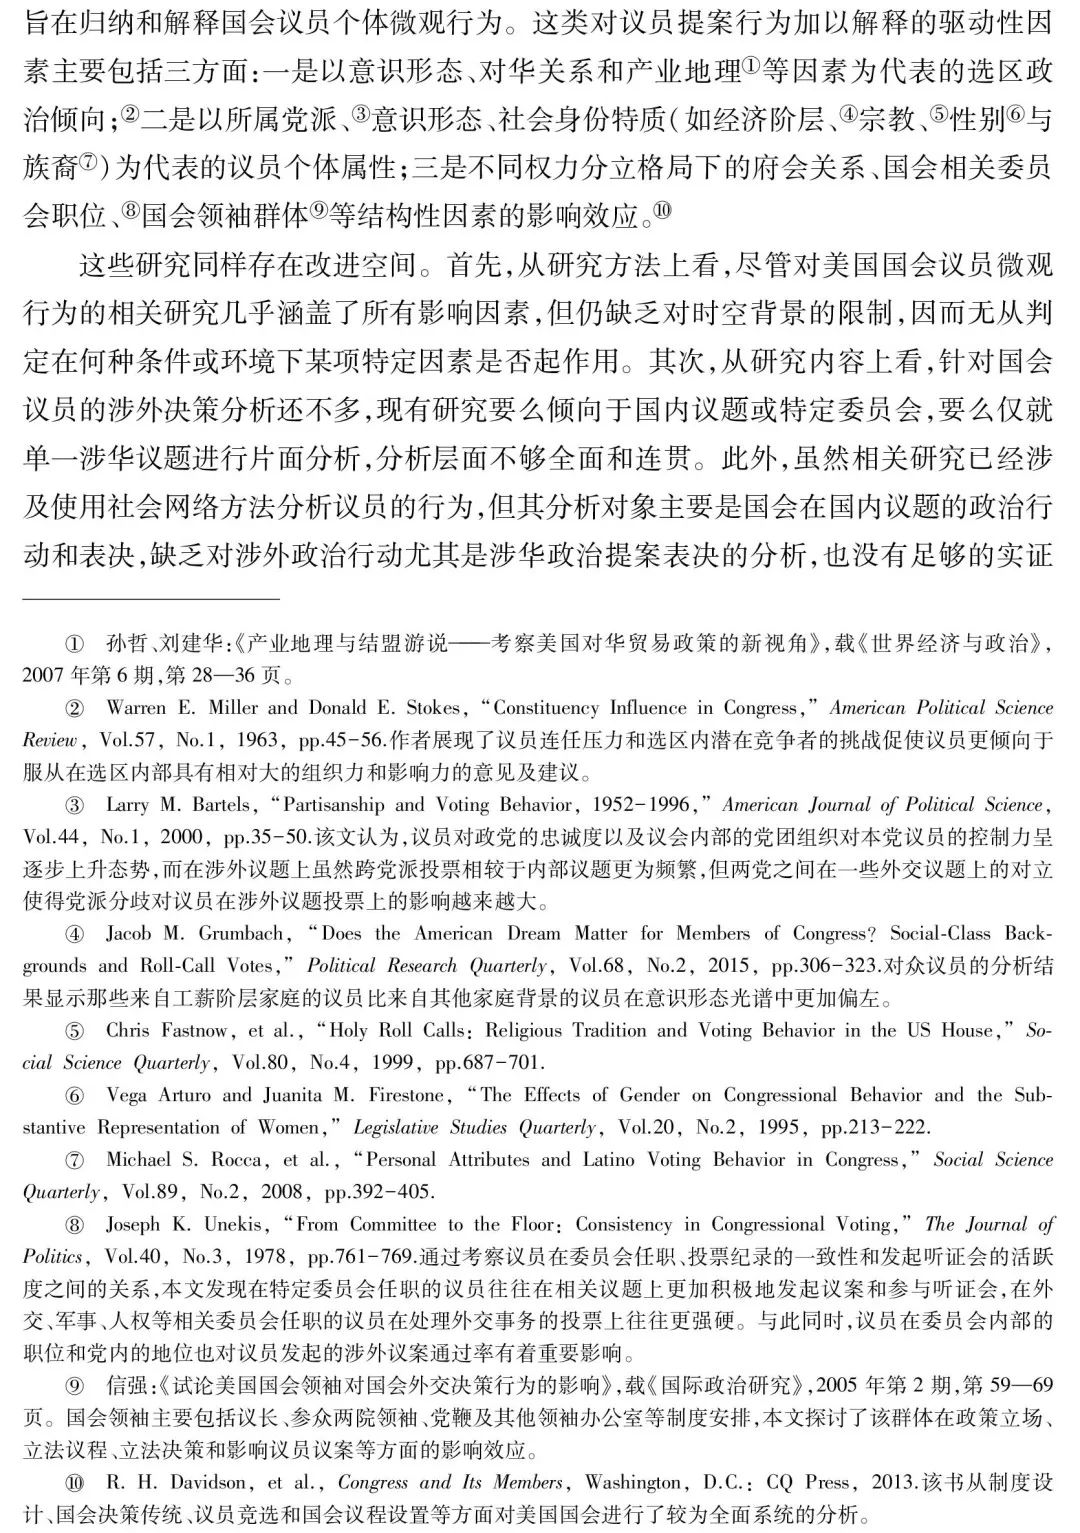 旨在归纳和解释国会议员个体微观行为。这类对议员提案行为加以解释的驱动性因
素主要包括三方面:一是以意识形态、对华关系和产业地理①等因素为代表的选区政
治倾向;②二是以所属党派、③意识形态、社会身份特质(如经济阶层、④宗教、⑤性别⑥与
族裔⑦)为代表的议员个体属性;三是不同权力分立格局下的府会关系、国会相关委员
会职位、⑧国会领袖群体⑨等结构性因素的影响效应。⑩
这些研究同样存在改进空间。首先,从研究方法上看,尽管对美国国会议员微观
行为的相关研究几乎涵盖了所有影响因素,但仍缺乏对时空背景的限制,因而无从判
定在何种条件或环境下某项特定因素是否起作用。其次,从研究内容上看,针对国会
议员的涉外决策分析还不多,现有研究要么倾向于国内议题或特定委员会,要么仅就
单一涉华议题进行片面分析,分析层面不够全面和连贯。此外,虽然相关研究已经涉
及使用社会网络方法分析议员的行为,但其分析对象主要是国会在国内议题的政治行
动和表决,缺乏对涉外政治行动尤其是涉华政治提案表决的分析,也没有足够的实证
① 孙哲、刘建华:《产业地理与结盟游说——考察美国对华贸易政策的新视角》,载《世界经济与政治》,
2007 年第 6 期,第 28—36 页。
② Warren E. Miller and Donald E. Stokes, “Constituency Influence in Congress,” American Political Science
Review, Vol.57, No.1, 1963, pp.45-56.作者展现了议员连任压力和选区内潜在竞争者的挑战促使议员更倾向于
服从在选区内部具有相对大的组织力和影响力的意见及建议。
③ Larry M. Bartels, “Partisanship and Voting Behavior, 1952-1996,” American Journal of Political Science,
Vol.44, No.1, 2000, pp.35-50.该文认为,议员对政党的忠诚度以及议会内部的党团组织对本党议员的控制力呈
逐步上升态势,而在涉外议题上虽然跨党派投票相较于内部议题更为频繁,但两党之间在一些外交议题上的对立
使得党派分歧对议员在涉外议题投票上的影响越来越大。
④ Jacob M. Grumbach, “Does the American Dream Matter for Members of Congress? Social-Class Back-
grounds and Roll-Call Votes,” Political Research Quarterly, Vol.68, No.2, 2015, pp.306-323.对众议员的分析结
果显示那些来自工薪阶层家庭的议员比来自其他家庭背景的议员在意识形态光谱中更加偏左。
⑤ Chris Fastnow, et al., “Holy Roll Calls: Religious Tradition and Voting Behavior in the US House,” So-
cial Science Quarterly, Vol.80, No.4, 1999, pp.687-701.
⑥ Vega Arturo and Juanita M. Firestone, “The Effects of Gender on Congressional Behavior and the Sub-
stantive Representation of Women,” Legislative Studies Quarterly, Vol.20, No.2, 1995, pp.213-222.
⑦ Michael S. Rocca, et al., “Personal Attributes and Latino Voting Behavior in Congress,” Social Science
Quarterly, Vol.89, No.2, 2008, pp.392-405.
⑧ Joseph K. Unekis, “From Committee to the Floor: Consistency in Congressional Voting,” The Journal of
Politics, Vol.40, No.3, 1978, pp.761-769.通过考察议员在委员会任职、投票纪录的一致性和发起听证会的活跃
度之间的关系,本文发现在特定委员会任职的议员往往在相关议题上更加积极地发起议案和参与听证会,在外
交、军事、人权等相关委员会任职的议员在处理外交事务的投票上往往更强硬。与此同时,议员在委员会内部的
职位和党内的地位也对议员发起的涉外议案通过率有着重要影响。
⑨ 信强:《试论美国国会领袖对国会外交决策行为的影响》,载《国际政治研究》,2005 年第 2 期,第 59—69
页。国会领袖主要包括议长、参众两院领袖、党鞭及其他领袖办公室等制度安排,本文探讨了该群体在政策立场、
立法议程、立法决策和影响议员议案等方面的影响效应。
⑩ R. H. Davidson, et al., Congress and Its Members, Washington, D.C.: CQ Press, 2013.该书从制度设
计、国会决策传统、议员竞选和国会议程设置等方面对美国国会进行了较为全面系统的分析。